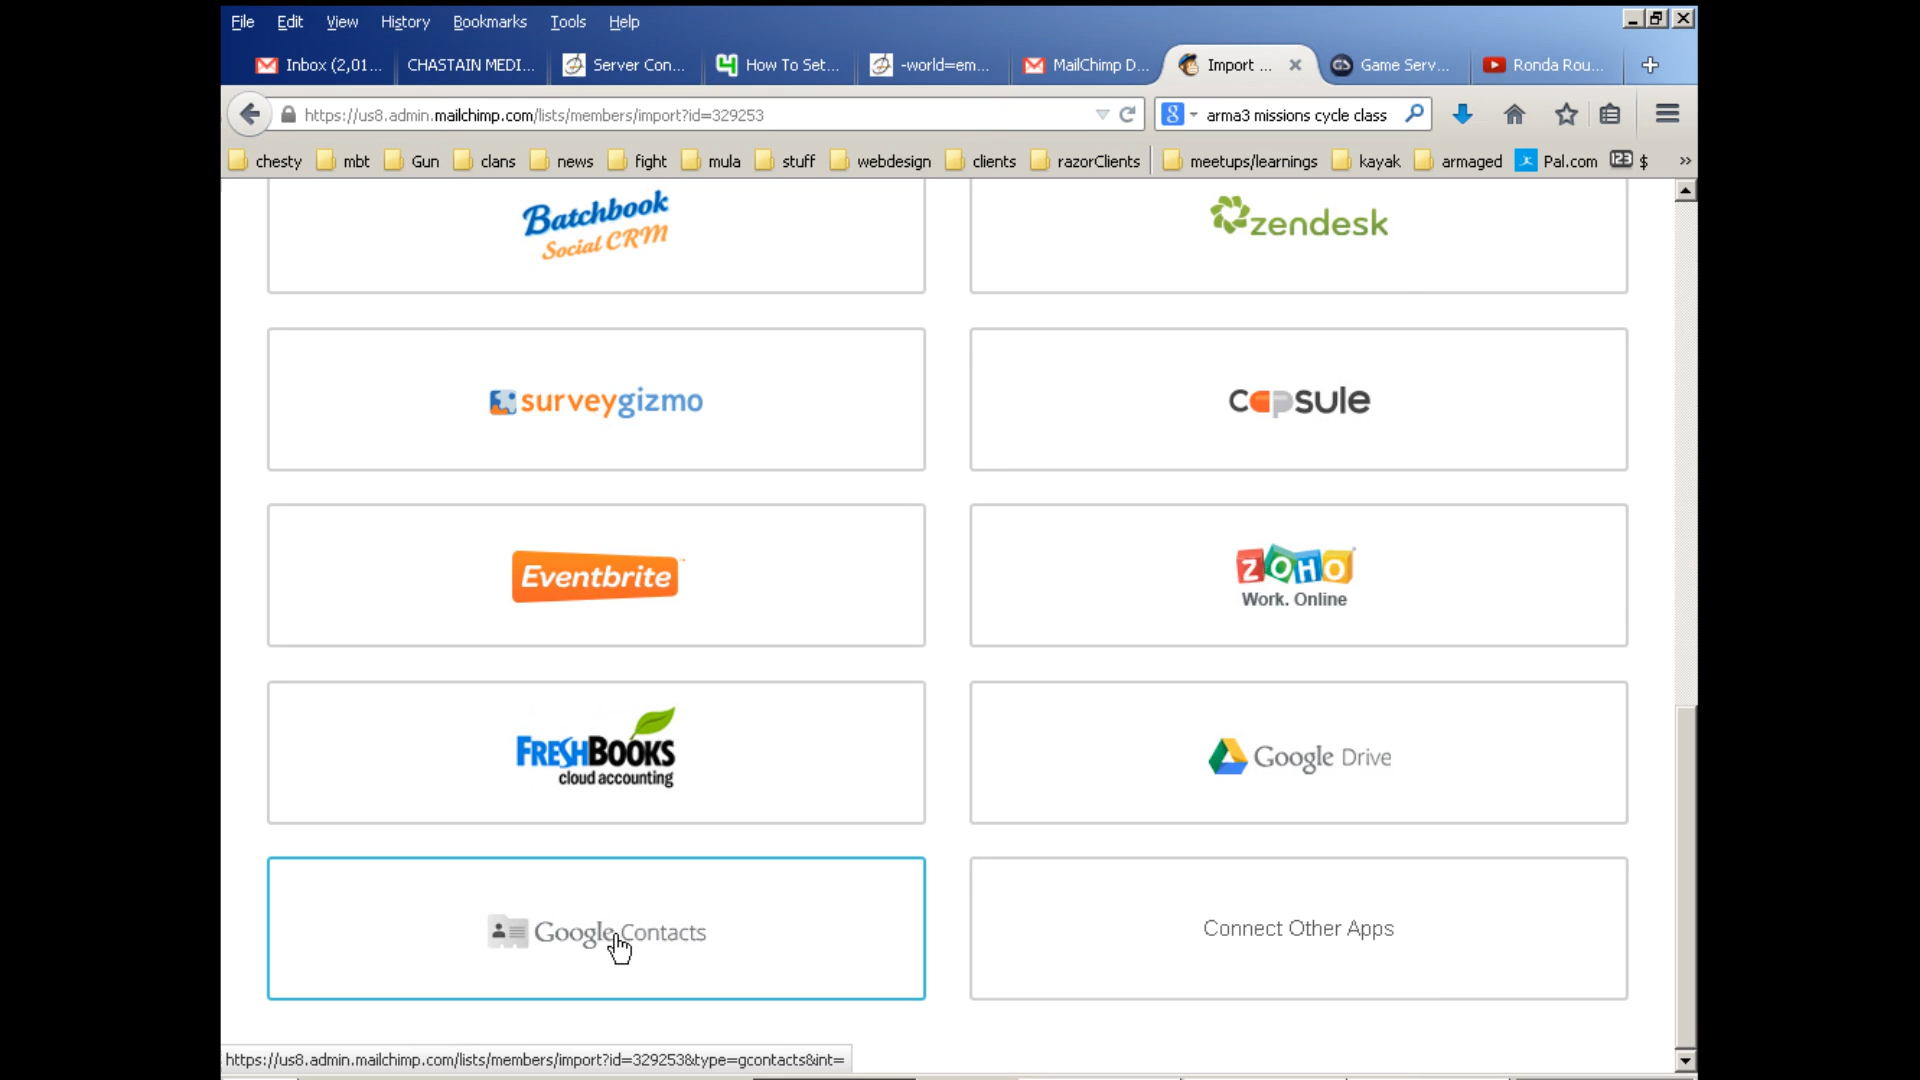 File Edit View History Bookmarks Tools Help
Inbox (2,01... CHASTAIN MEDI... Server Con... How To Set... -world=em... MailChimp D... Import ... Game Serv... Ronda Rou...
https://us8.admin.mailchimp.com/lists/members/import?id=329253 arma3 missions cycle class
chesty mbt Gun clans news fight mula stuff webdesign clients razorClients meetups/learnings kayak armaged Pal.com $ »
Batchbook
Social CRM
zendesk
surveygizmo
capsule
Eventbrite
ZOHO
Work. Online
FRESHBOOKS
cloud accounting
Google Drive
Google Contacts
Connect Other Apps
https://us8.admin.mailchimp.com/lists/members/import?id=329253&type=gcontacts&int=